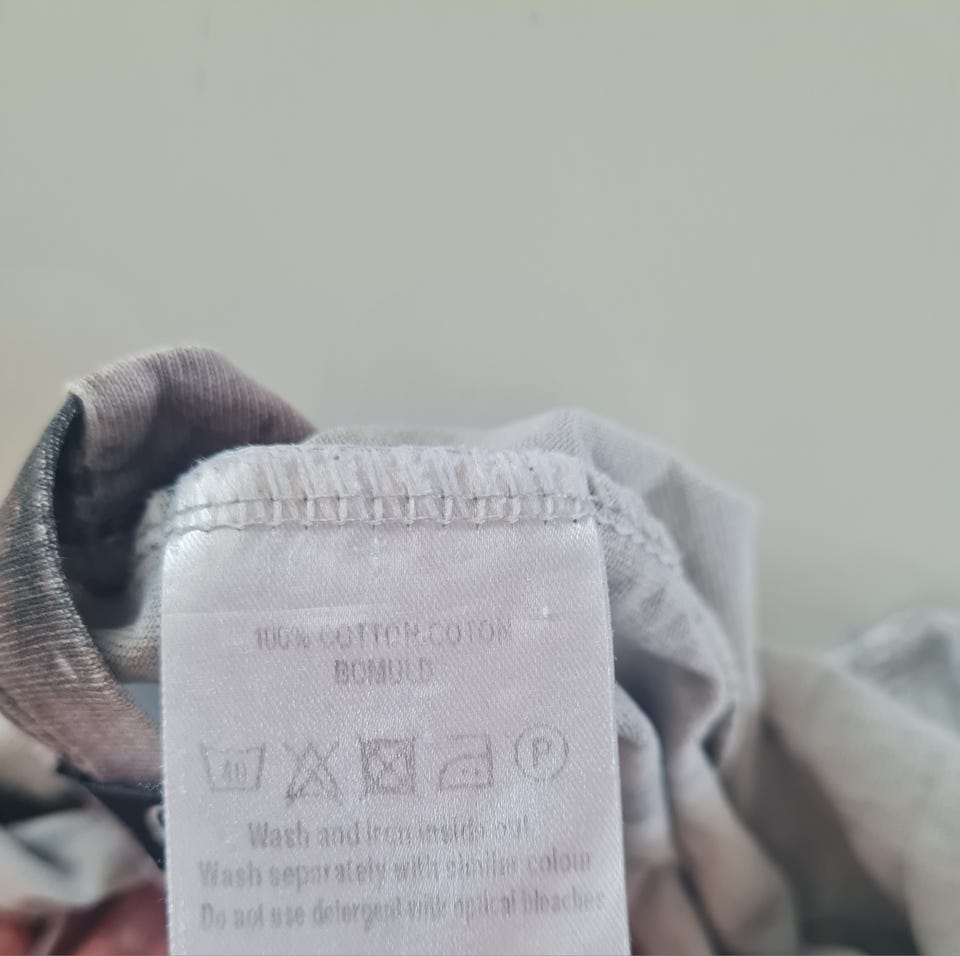 100% COTTON.COTON
BOMULD
40 P
Wash and iron inside out
Wash separately with similar colour
Do not use detergent with optical bleaches